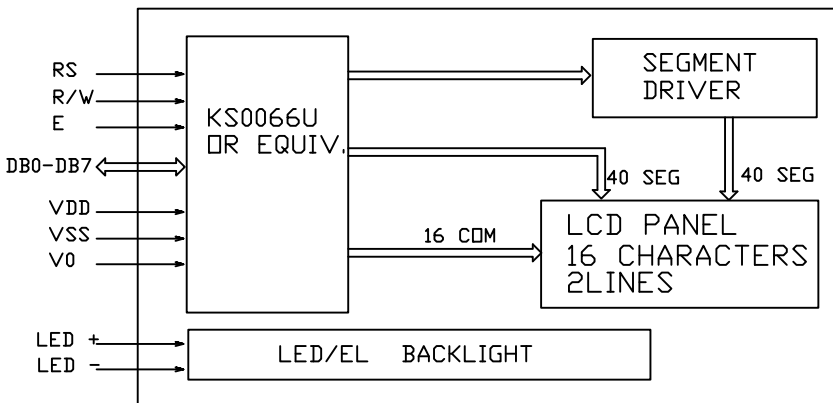 RS
R/W
E
DB0-DB7
VDD
VSS
V0
LED +
LED -
KS0066U
OR EQUIV.
SEGMENT
DRIVER
40 SEG
40 SEG
16 COM
LCD PANEL
16 CHARACTERS
2LINES
LED/EL BACKLIGHT